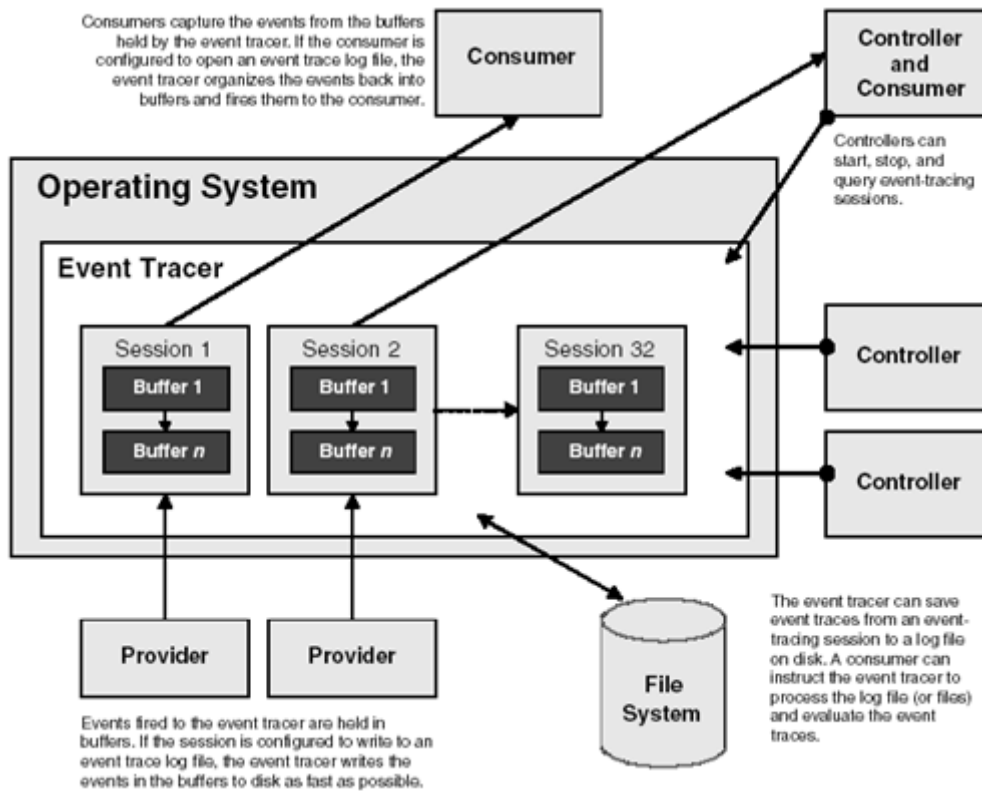 Consumers capture the events from the buffers
held by the event tracer. If the consumer is
configured to open an event trace log file, the
event tracer organizes the events back into
buffers and fires them to the consumer.
Consumer
Controller
and
Consumer
Controllers can
start, stop, and
query event-tracing
sessions.
Operating System
Event Tracer
Session 1
Buffer 1
Buffer n
Session 2
Buffer 1
Buffer n
Session 32
Buffer 1
Buffer n
Controller
Controller
Provider
Provider
File
System
Events fired to the event tracer are held in
buffers. If the session is configured to write to an
event trace log file, the event tracer writes the
events in the buffers to disk as fast as possible.
The event tracer can save
event traces from an event-
tracing session to a log file
on disk. A consumer can
instruct the event tracer to
process the log file (or files)
and evaluate the event
traces.